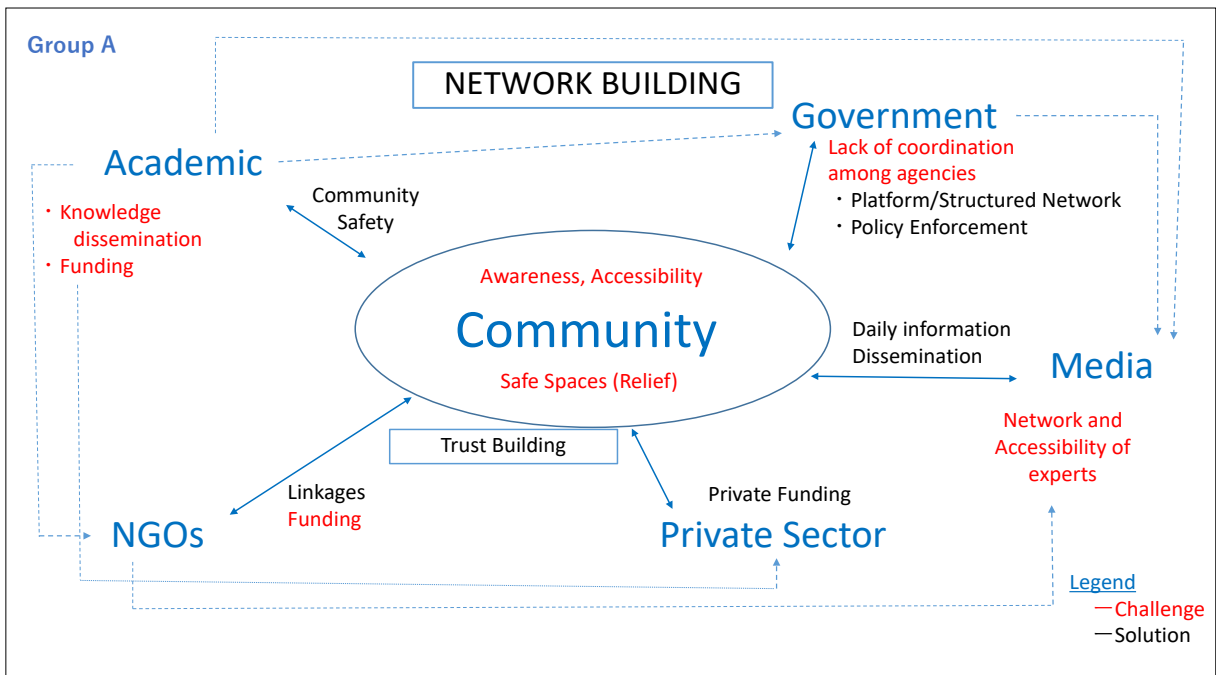 Group A
NETWORK BUILDING
Government
Lack of coordination
among agencies
・Platform/Structured Network
・Policy Enforcement
Academic
・Knowledge
dissemination
・Funding
Community
Safety
Awareness, Accessibility
Community
Safe Spaces (Relief)
Trust Building
Daily information
Dissemination
Media
Network and
Accessibility of
experts
Linkages
Funding
NGOs
Private Funding
Private Sector
Legend
—Challenge
—Solution